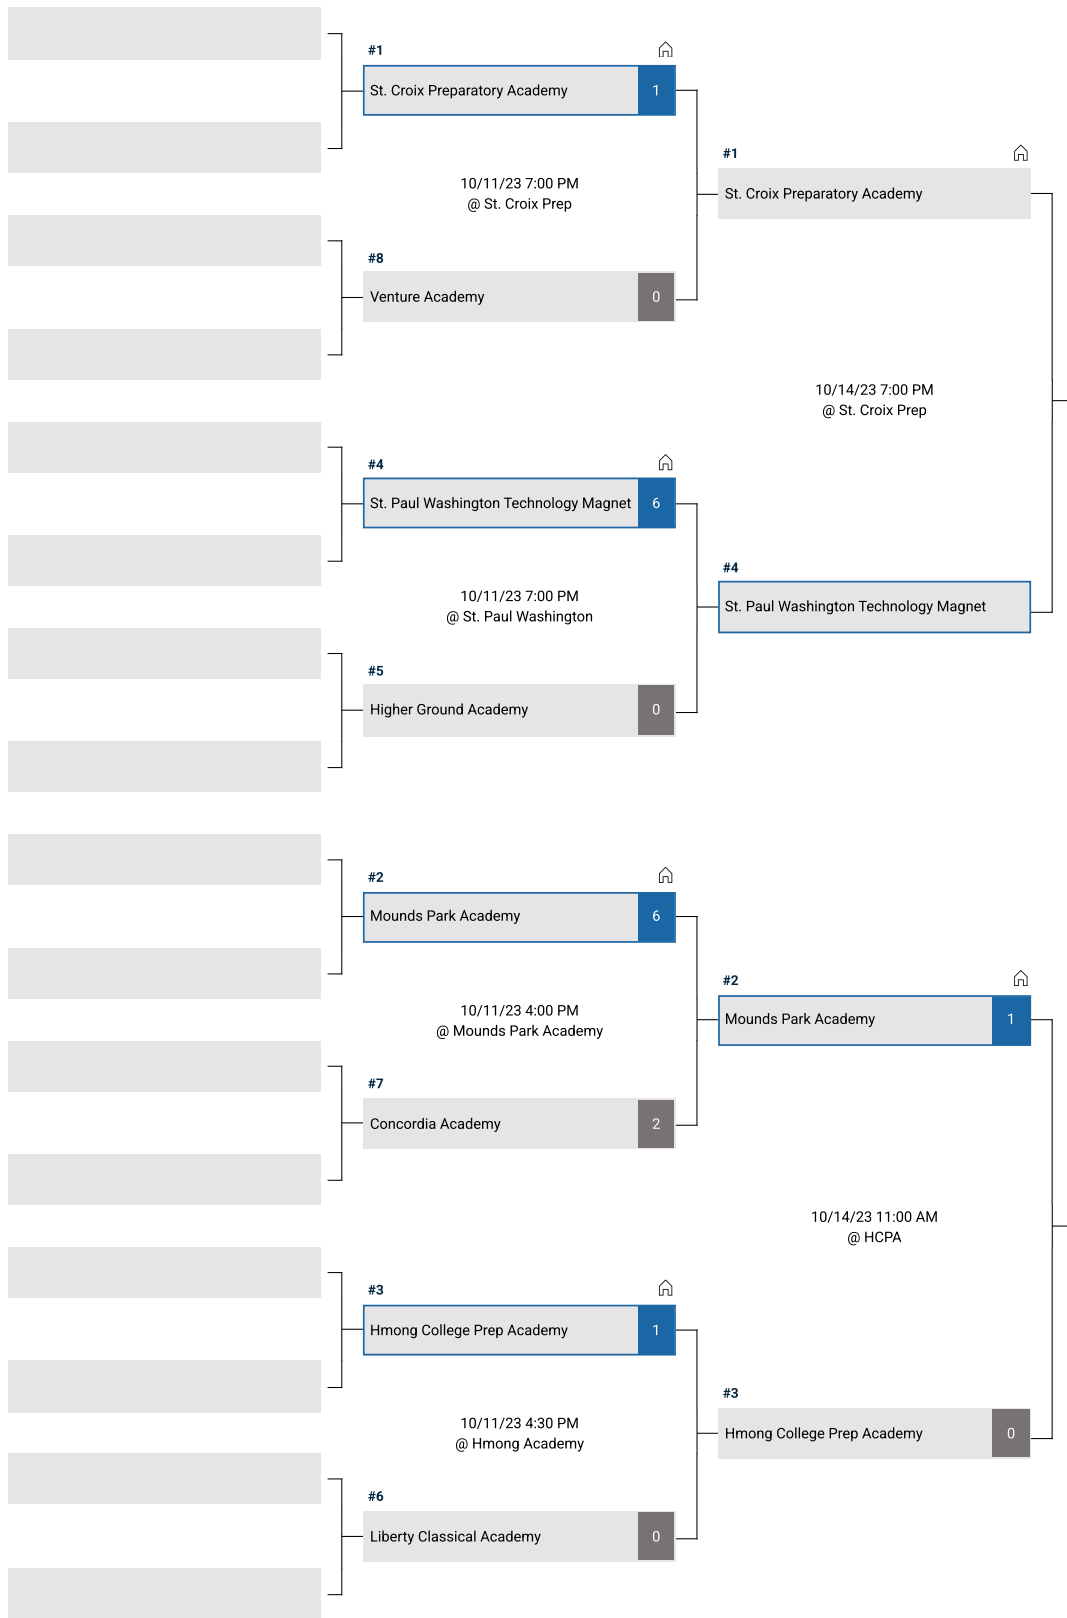 #1
St. Croix Preparatory Academy 1
10/11/23 7:00 PM
@ St. Croix Prep
#8
Venture Academy 0
#4
St. Paul Washington Technology Magnet 6
10/11/23 7:00 PM
@ St. Paul Washington
#5
Higher Ground Academy 0
#2
Mounds Park Academy 6
10/11/23 4:00 PM
@ Mounds Park Academy
#7
Concordia Academy 2
#3
Hmong College Prep Academy 1
10/11/23 4:30 PM
@ Hmong Academy
#6
Liberty Classical Academy 0
#1
St. Croix Preparatory Academy
10/14/23 7:00 PM
@ St. Croix Prep
#4
St. Paul Washington Technology Magnet
#2
Mounds Park Academy 1
10/14/23 11:00 AM
@ HCPA
#3
Hmong College Prep Academy 0